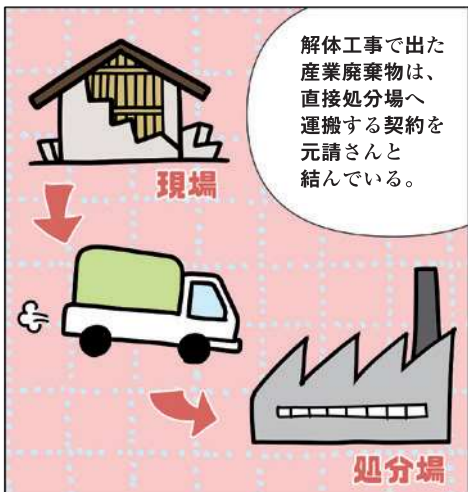 解体工事で出た
産業廃棄物は、
直接処分場へ
運搬する契約を
元請さんと
結んでいる。
現場
処分場